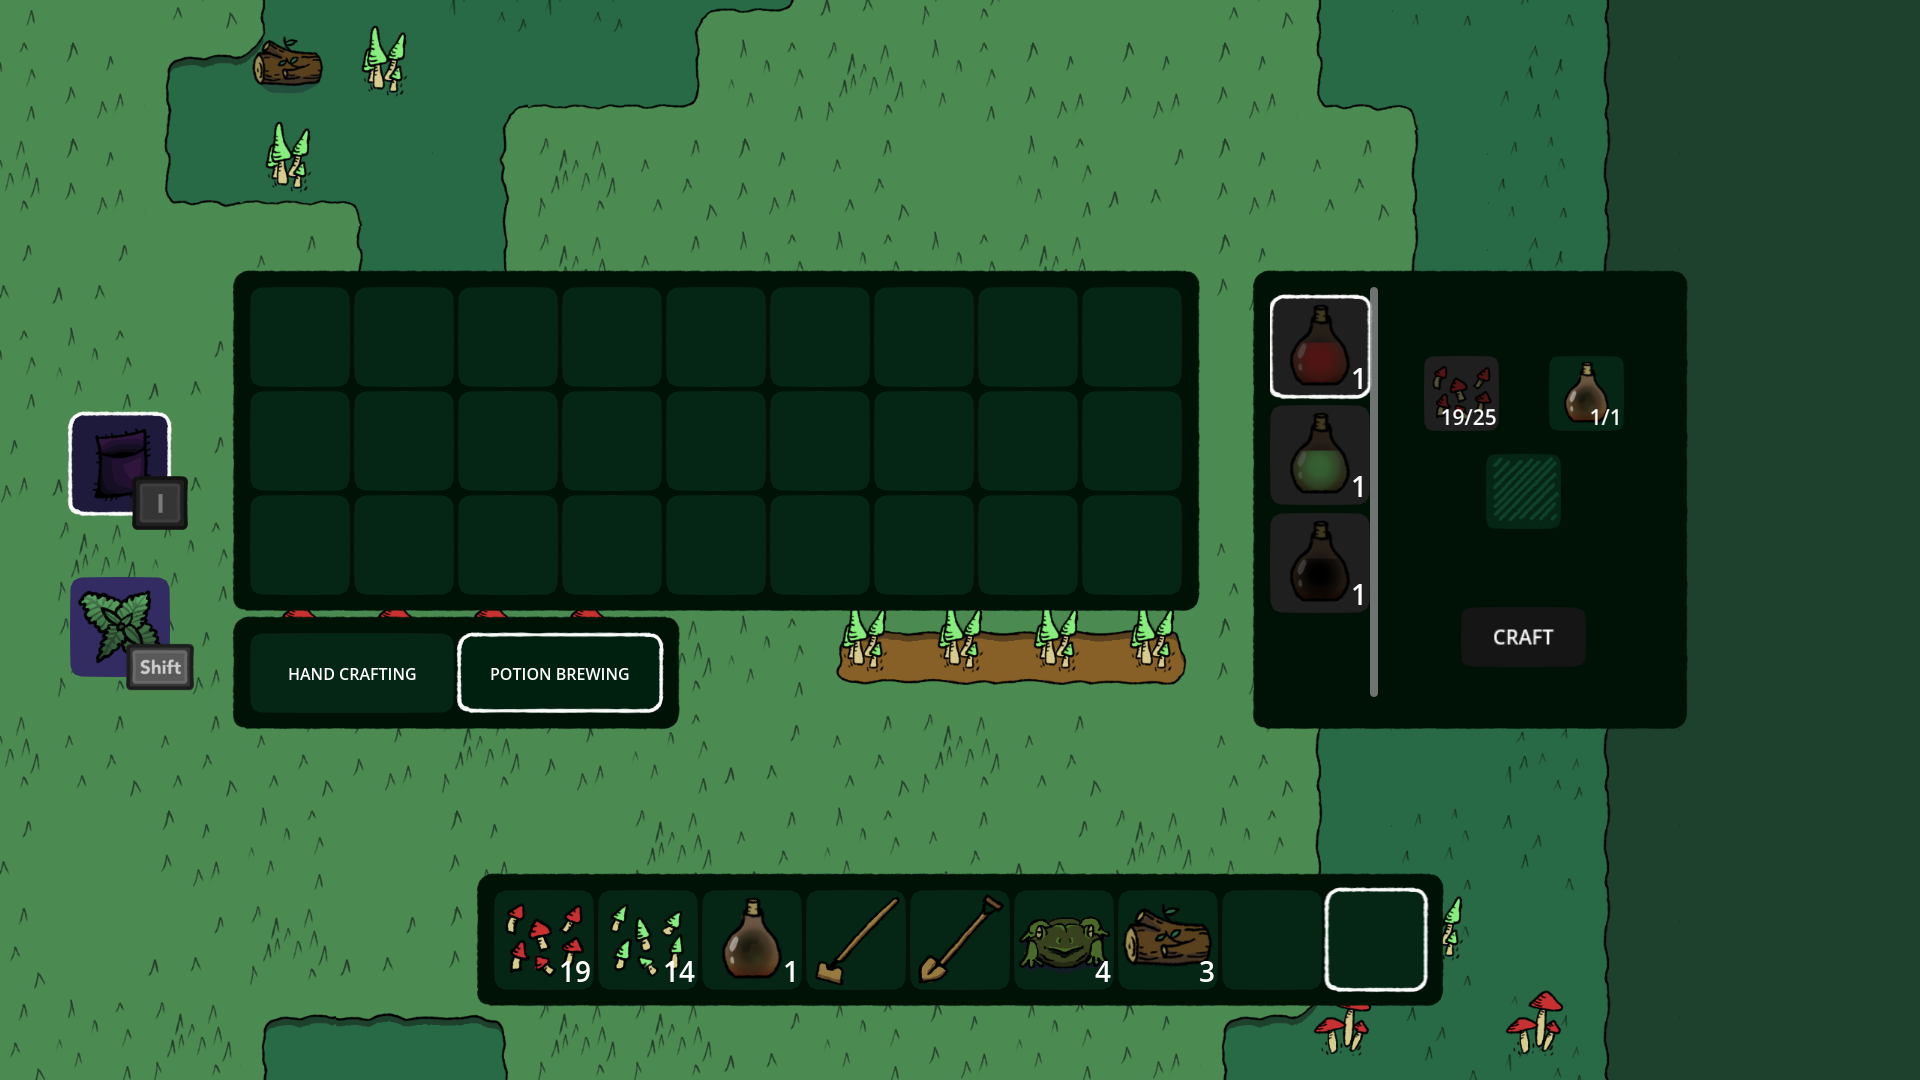 1
19/25
1/1
1
1
I
Shift
HAND CRAFTING
POTION BREWING
CRAFT
19
14
1
4
3